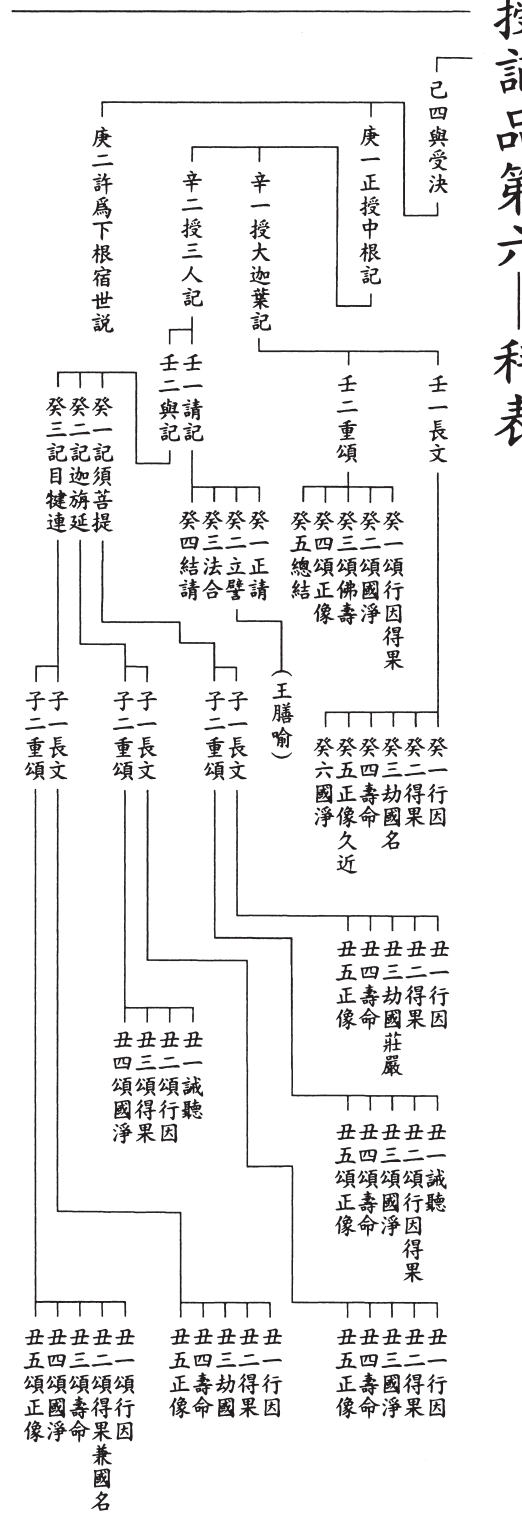 授記品第六—科表
己四與受決
庚一正授中根記
辛一授大迦葉記
壬一長文
癸一行因
癸二得果
癸三劫國名
癸四壽命
癸五正像久近
癸六國淨
壬二重頌
癸一頌行因得果
癸二頌國淨
癸三頌佛壽
癸四頌正像
癸五總結
辛二授三人記
壬一請記
癸一正請
癸二立譬
(王膳喻)
癸三法合
癸四結請
壬二與記
癸一記須菩提
子一長文
丑一行因
丑二得果
丑三劫國莊嚴
丑四壽命
丑五正像
子二重頌
丑一誡聽
丑二頌行因得果
丑三頌國淨
丑四頌壽命
丑五頌正像
癸二記迦旃延
子一長文
丑一行因
丑二得果
丑三國淨
丑四壽命
丑五正像
子二重頌
丑一誡聽
丑二頌行因
丑三頌得果
丑四頌國淨
癸三記目犍連
子一長文
丑一行因
丑二得果
丑三劫國
丑四壽命
丑五正像
子二重頌
丑一頌行因
丑二頌得果兼國名
丑三頌壽命
丑四頌國淨
丑五頌正像
庚二許為下根宿世説